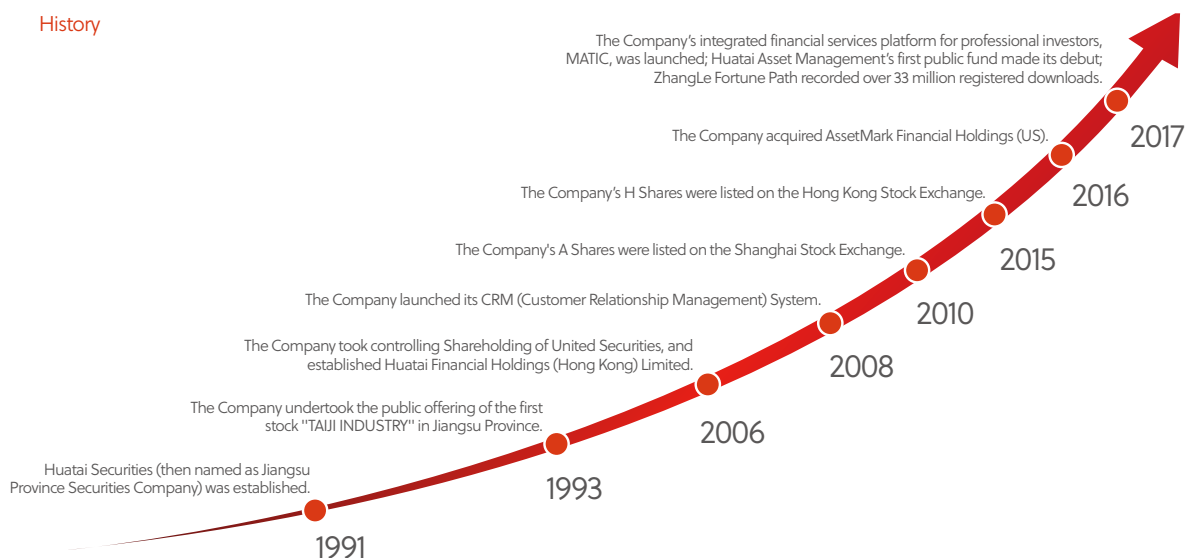 History
The Company's integrated financial services platform for professional investors,
MATIC, was launched; Huatai Asset Management's first public fund made its debut;
ZhangLe Fortune Path recorded over 33 million registered downloads.
2017
The Company acquired AssetMark Financial Holdings (US).
2016
The Company's H Shares were listed on the Hong Kong Stock Exchange.
2015
The Company's A Shares were listed on the Shanghai Stock Exchange.
2010
The Company launched its CRM (Customer Relationship Management) System.
2008
The Company took controlling Shareholding of United Securities, and
established Huatai Financial Holdings (Hong Kong) Limited.
2006
The Company undertook the public offering of the first
stock "TAIJI INDUSTRY" in Jiangsu Province.
1993
Huatai Securities (then named as Jiangsu
Province Securities Company) was established.
1991